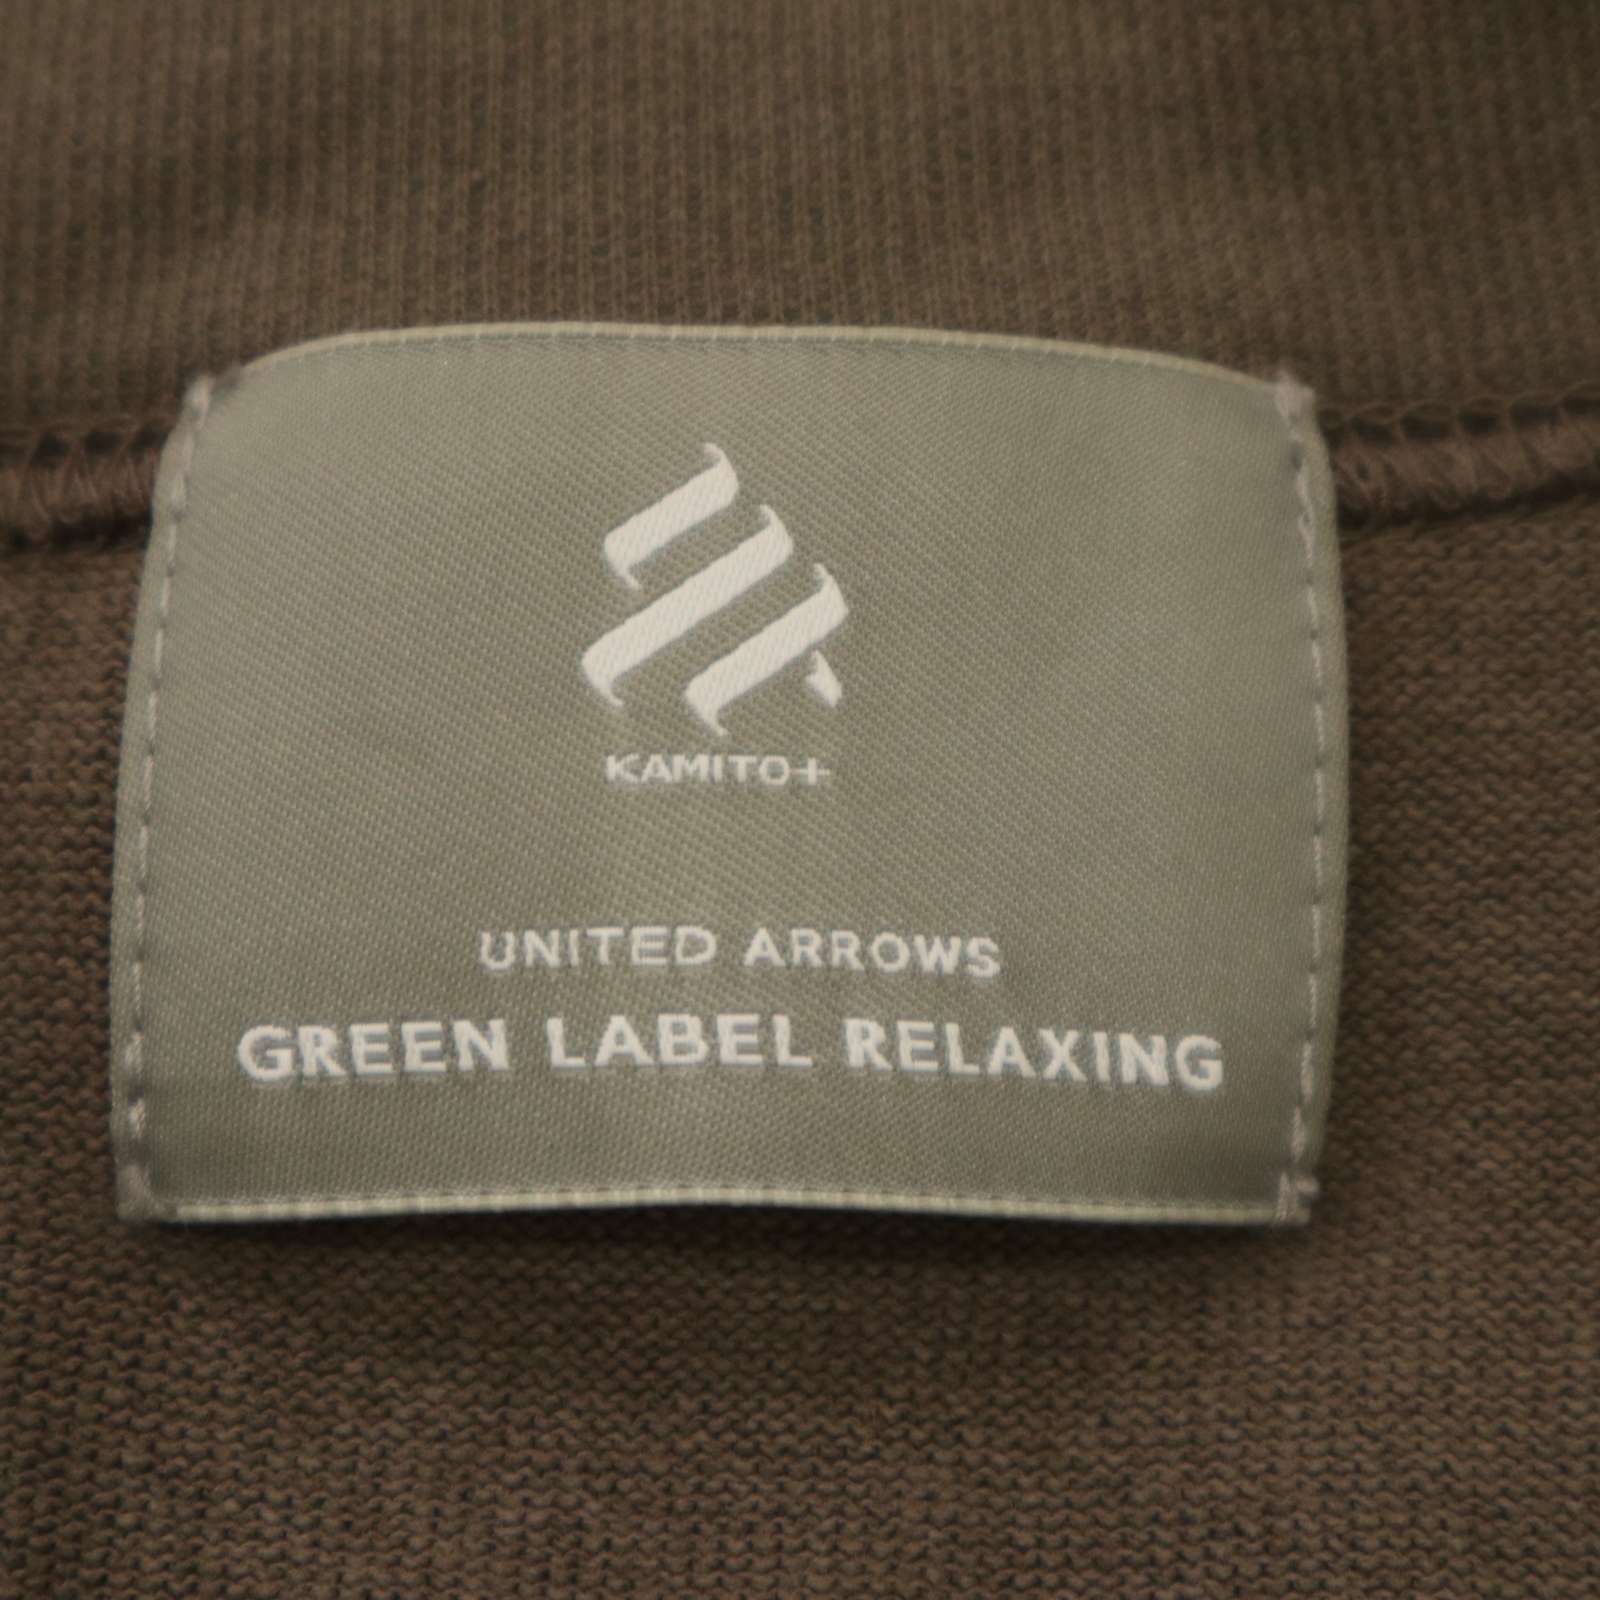 KAMITO+
UNITED ARROWS
GREEN LABEL RELAXING